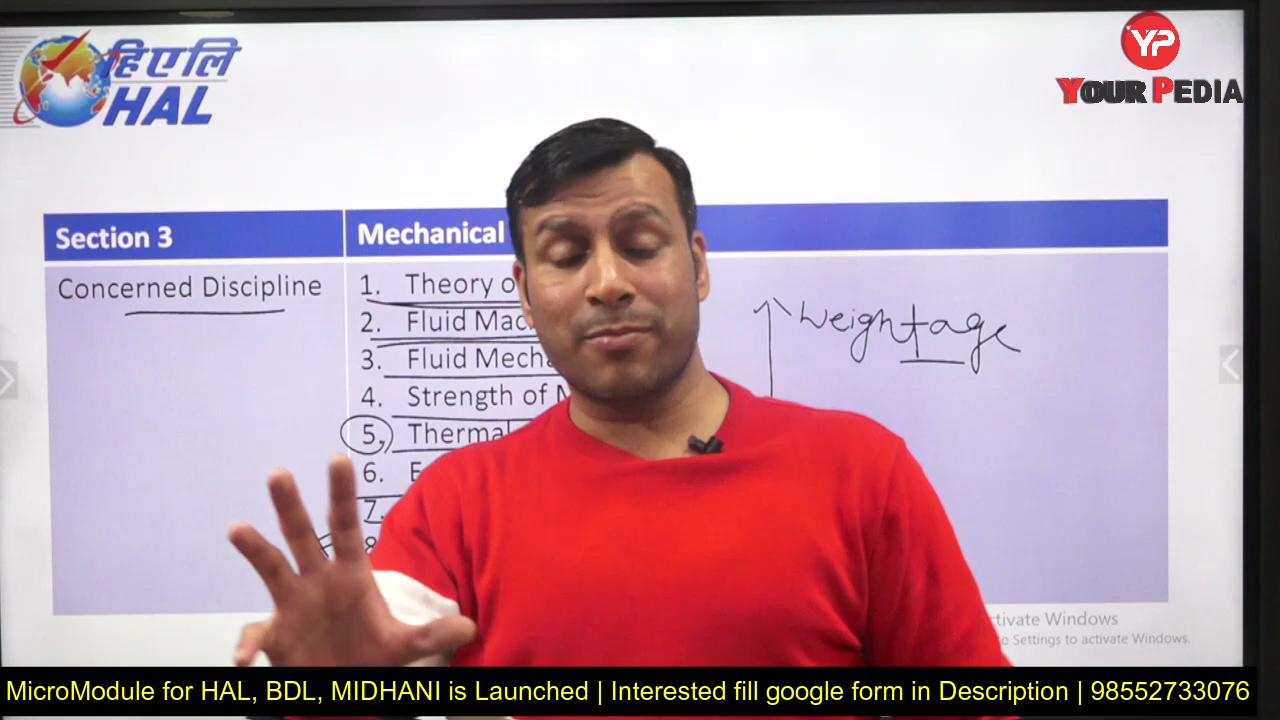 हिएलि
HAL
YP
YOUR PEDIA
Section 3
Mechanical
Concerned Discipline
1. Theory o
2. Fluid Mac
3. Fluid Mecha
4. Strength of M
5. Thermal
6. E
7.
8
Weightage
ctivate Windows
to Settings to activate Windows.
MicroModule for HAL, BDL, MIDHANI is Launched | Interested fill google form in Description | 98552733076